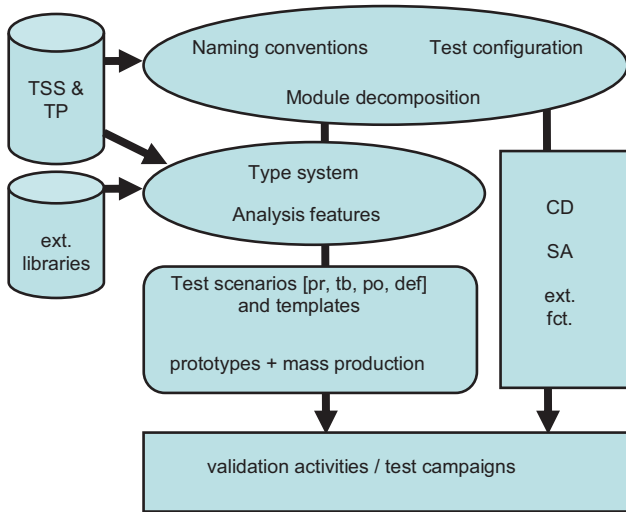 Naming conventions
Test configuration
Module decomposition
TSS &
TP
Type system
Analysis features
ext.
libraries
Test scenarios [pr, tb, po, def]
and templates
prototypes + mass production
CD
SA
ext.
fct.
validation activities / test campaigns